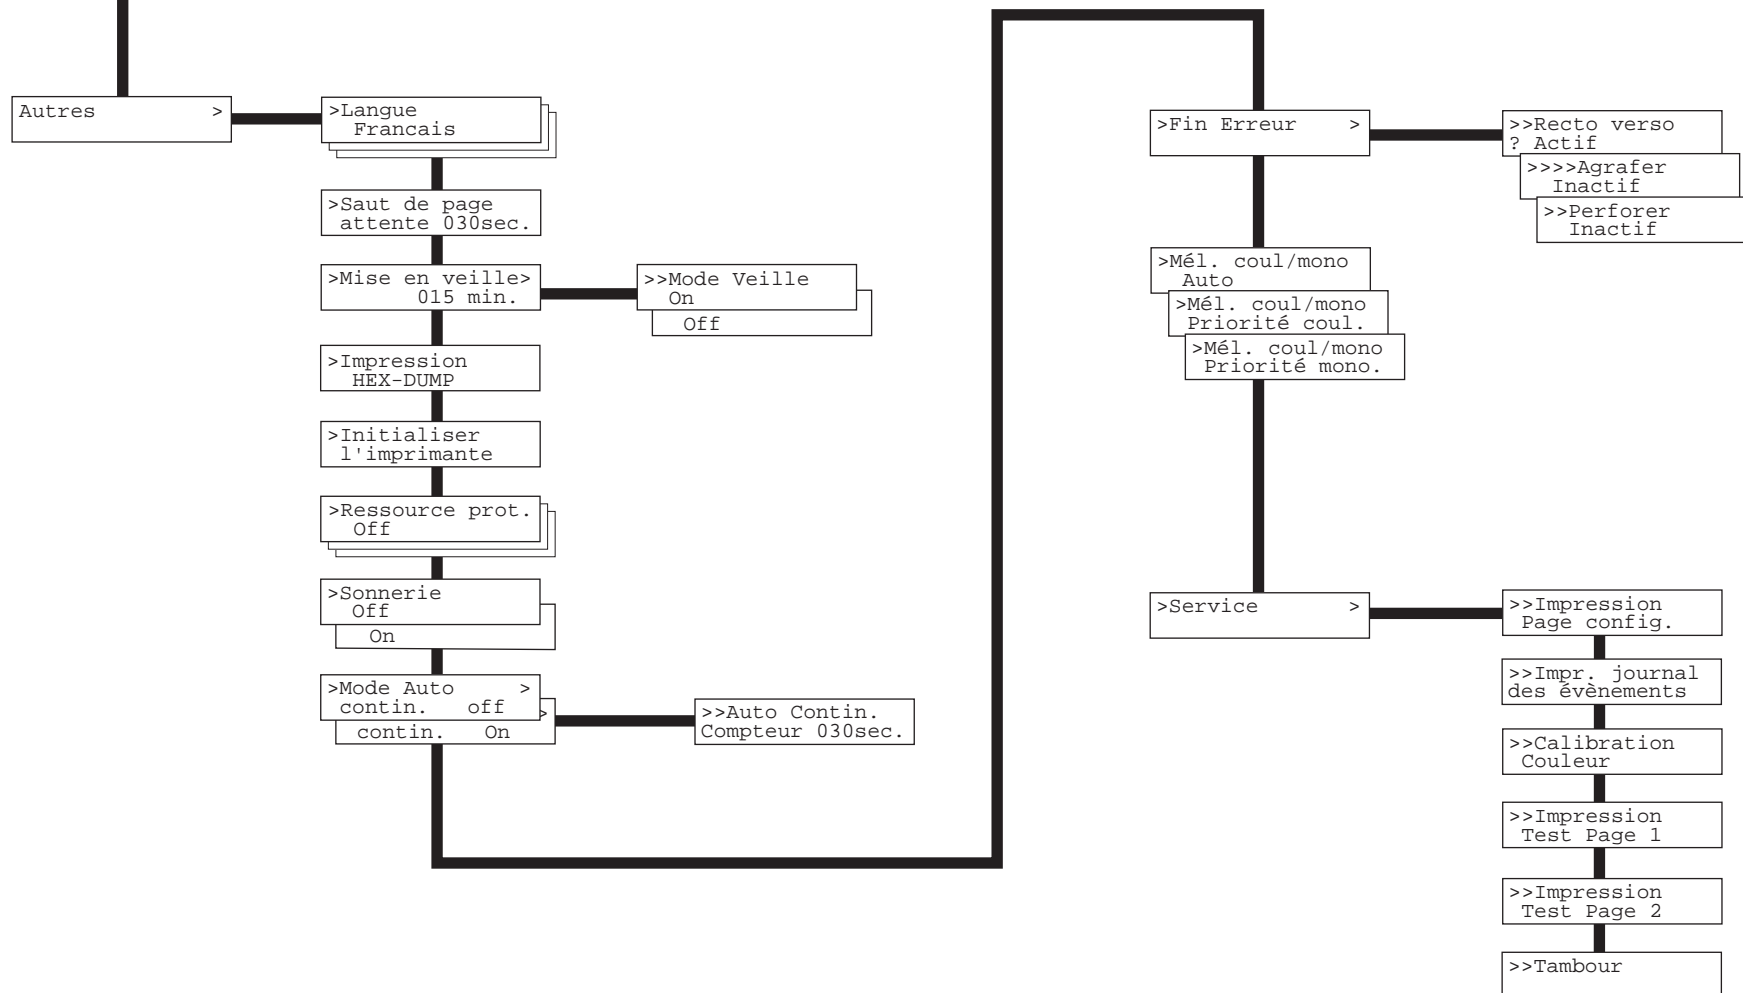 Autres >
>Langue
Francais
>Saut de page
attente 030sec.
>Mise en veille>
015 min.
>>Mode Veille
On
Off
>Impression
HEX-DUMP
>Initialiser
l'imprimante
>Ressource prot.
Off
>Sonnerie
Off
On
>Mode Auto >
contin. off
>
contin. On
>>Auto Contin.
Compteur 030sec.
>Fin Erreur >
>>Recto verso
? Actif
>>>>Agrafer
Inactif
>>Perforer
Inactif
>Mél. coul/mono
Auto
>Mél. coul/mono
Priorité coul.
>Mél. coul/mono
Priorité mono.
>Service >
>>Impression
Page config.
>>Impr. journal
des évènements
>>Calibration
Couleur
>>Impression
Test Page 1
>>Impression
Test Page 2
>>Tambour